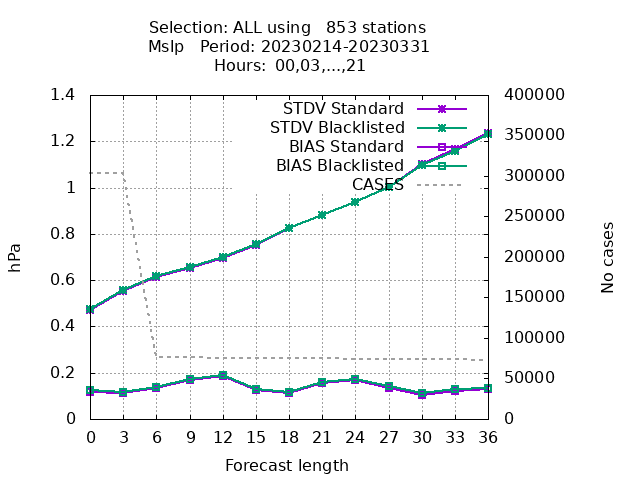 Selection: ALL using   853 stations
Mslp   Period: 20230214-20230331
Hours: 00,03,...,21
STDV Standard
STDV Blacklisted
BIAS Standard
BIAS Blacklisted
CASES
hPa
1.4
1.2
1
0.8
0.6
0.4
0.2
0
400000
350000
300000
250000
200000
150000
100000
50000
0
No cases
0 3 6 9 12 15 18 21 24 27 30 33 36
Forecast length